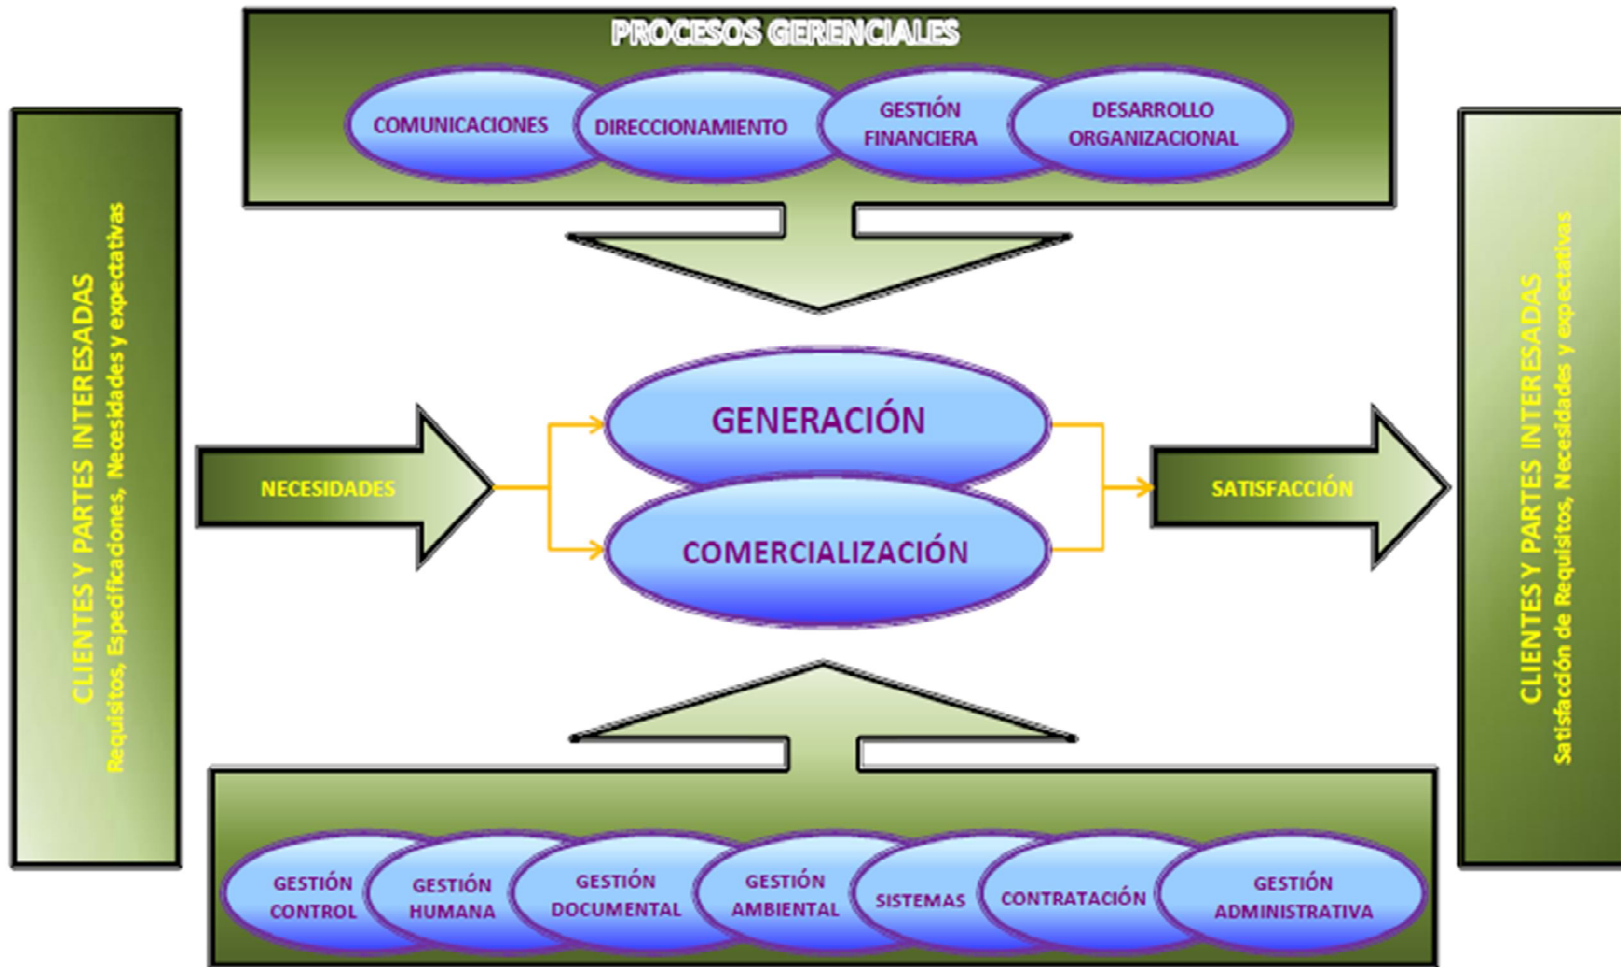 PROCESOS GERENCIALES
COMUNICACIONES
DIRECCIONAMIENTO
GESTIÓN
FINANCIERA
DESARROLLO
ORGANIZACIONAL
CLIENTES Y PARTES INTERESADAS
Requisitos, Especificaciones, Necesidades y expectativas
NECESIDADES
GENERACIÓN
COMERCIALIZACIÓN
SATISFACCIÓN
CLIENTES Y PARTES INTERESADAS
Satisfacción de Requisitos, Necesidades y expectativas
GESTIÓN
CONTROL
GESTIÓN
HUMANA
GESTIÓN
DOCUMENTAL
GESTIÓN
AMBIENTAL
SISTEMAS
CONTRATACIÓN
GESTIÓN
ADMINISTRATIVA